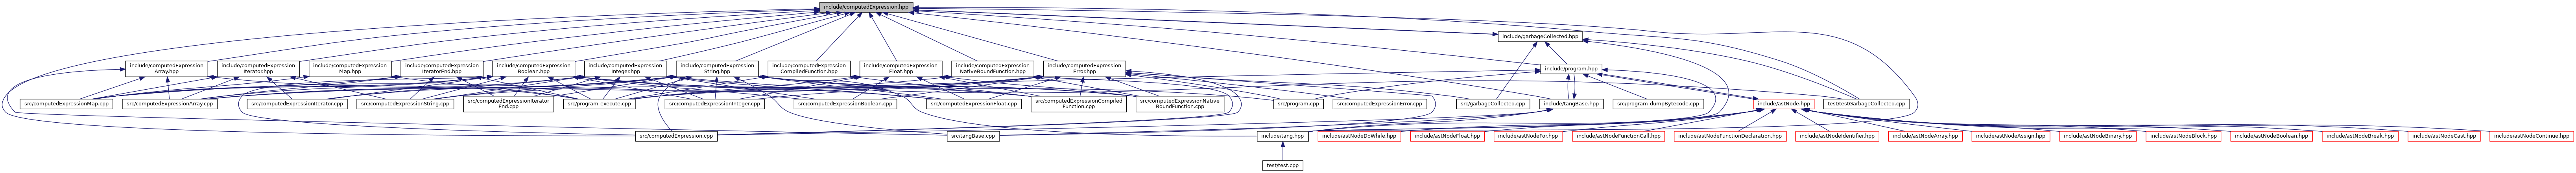 include/computedExpression.hpp
include/garbageCollected.hpp
include/computedExpression
Array.hpp
include/computedExpression
Iterator.hpp
include/computedExpression
Map.hpp
include/computedExpression
IteratorEnd.hpp
include/computedExpression
Boolean.hpp
include/computedExpression
Integer.hpp
include/computedExpression
String.hpp
include/computedExpression
CompiledFunction.hpp
include/computedExpression
Float.hpp
include/computedExpression
NativeBoundFunction.hpp
include/computedExpression
Error.hpp
include/program.hpp
src/computedExpressionMap.cpp
src/computedExpressionArray.cpp
src/computedExpressionIterator.cpp
src/computedExpressionString.cpp
src/computedExpressionIterator
End.cpp
src/program-execute.cpp
src/computedExpressionInteger.cpp
src/computedExpressionBoolean.cpp
src/computedExpressionFloat.cpp
src/computedExpressionCompiled
Function.cpp
src/computedExpressionNative
BoundFunction.cpp
src/program.cpp
src/computedExpressionError.cpp
src/garbageCollected.cpp
include/tangBase.hpp
src/program-dumpBytecode.cpp
include/astNode.hpp
test/testGarbageCollected.cpp
src/computedExpression.cpp
src/tangBase.cpp
include/tang.hpp
include/astNodeDoWhile.hpp
include/astNodeFloat.hpp
include/astNodeFor.hpp
include/astNodeFunctionCall.hpp
include/astNodeFunctionDeclaration.hpp
include/astNodeIdentifier.hpp
include/astNodeArray.hpp
include/astNodeAssign.hpp
include/astNodeBinary.hpp
include/astNodeBlock.hpp
include/astNodeBoolean.hpp
include/astNodeBreak.hpp
include/astNodeCast.hpp
include/astNodeContinue.hpp
test/test.cpp